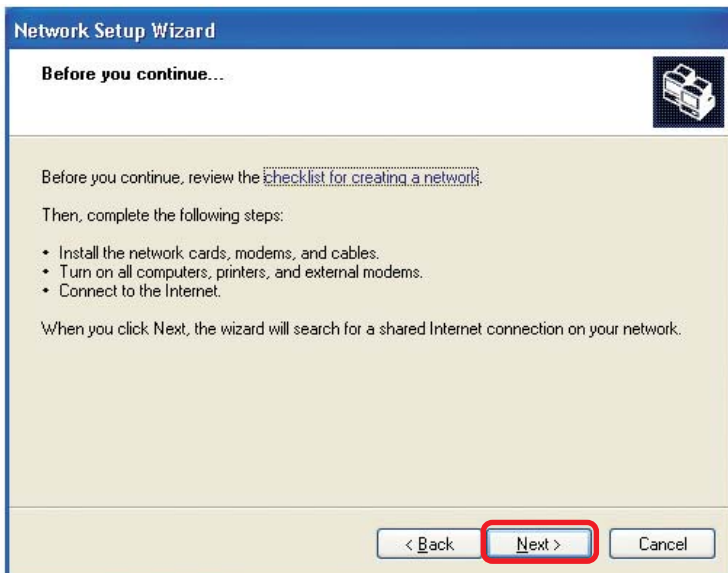 Network Setup Wizard
Before you continue...
Before you continue, review the checklist for creating a network.
Then, complete the following steps:
• Install the network cards, modems, and cables.
• Turn on all computers, printers, and external modems.
• Connect to the Internet.
When you click Next, the wizard will search for a shared Internet connection on your network.
< Back Next > Cancel